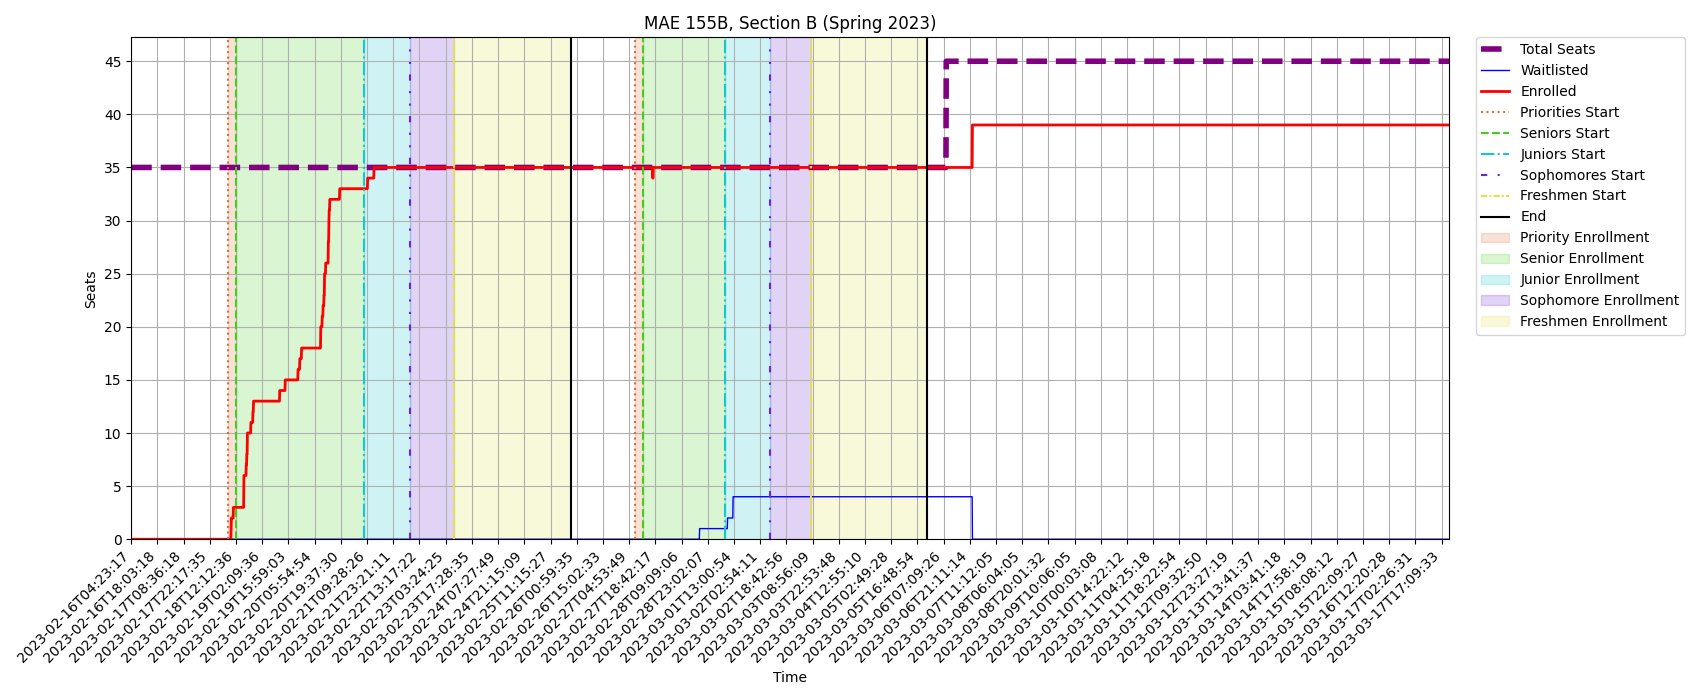 MAE 155B, Section B (Spring 2023)
Seats
45
40
35
30
25
20
15
10
5
0
2023-02-16T04:23:17
2023-02-16T18:03:18
2023-02-17T08:36:18
2023-02-17T22:17:35
2023-02-18T12:12:36
2023-02-19T02:09:36
2023-02-19T15:59:03
2023-02-20T05:54:54
2023-02-20T19:37:30
2023-02-21T09:28:26
2023-02-21T23:21:11
2023-02-22T13:17:22
2023-02-23T03:24:25
2023-02-23T17:28:35
2023-02-24T07:27:49
2023-02-24T21:15:09
2023-02-25T11:15:27
2023-02-26T00:59:35
2023-02-26T15:02:33
2023-02-27T04:53:49
2023-02-27T18:42:17
2023-02-28T09:09:06
2023-02-28T23:02:07
2023-03-01T13:00:54
2023-03-02T02:54:11
2023-03-02T18:42:56
2023-03-03T08:56:09
2023-03-03T22:53:48
2023-03-04T12:55:10
2023-03-05T02:49:28
2023-03-05T16:48:54
2023-03-06T07:09:26
2023-03-06T21:11:14
2023-03-07T11:12:05
2023-03-08T06:04:05
2023-03-08T20:01:32
2023-03-09T10:06:05
2023-03-10T00:03:08
2023-03-10T14:22:12
2023-03-11T04:25:18
2023-03-11T18:22:54
2023-03-12T09:32:50
2023-03-12T23:27:19
2023-03-13T13:41:37
2023-03-14T03:41:18
2023-03-14T17:58:19
2023-03-15T08:08:12
2023-03-15T22:09:27
2023-03-16T12:20:28
2023-03-17T02:26:31
2023-03-17T17:09:33
Time
Total Seats
Waitlisted
Enrolled
Priorities Start
Seniors Start
Juniors Start
Sophomores Start
Freshmen Start
End
Priority Enrollment
Senior Enrollment
Junior Enrollment
Sophomore Enrollment
Freshmen Enrollment